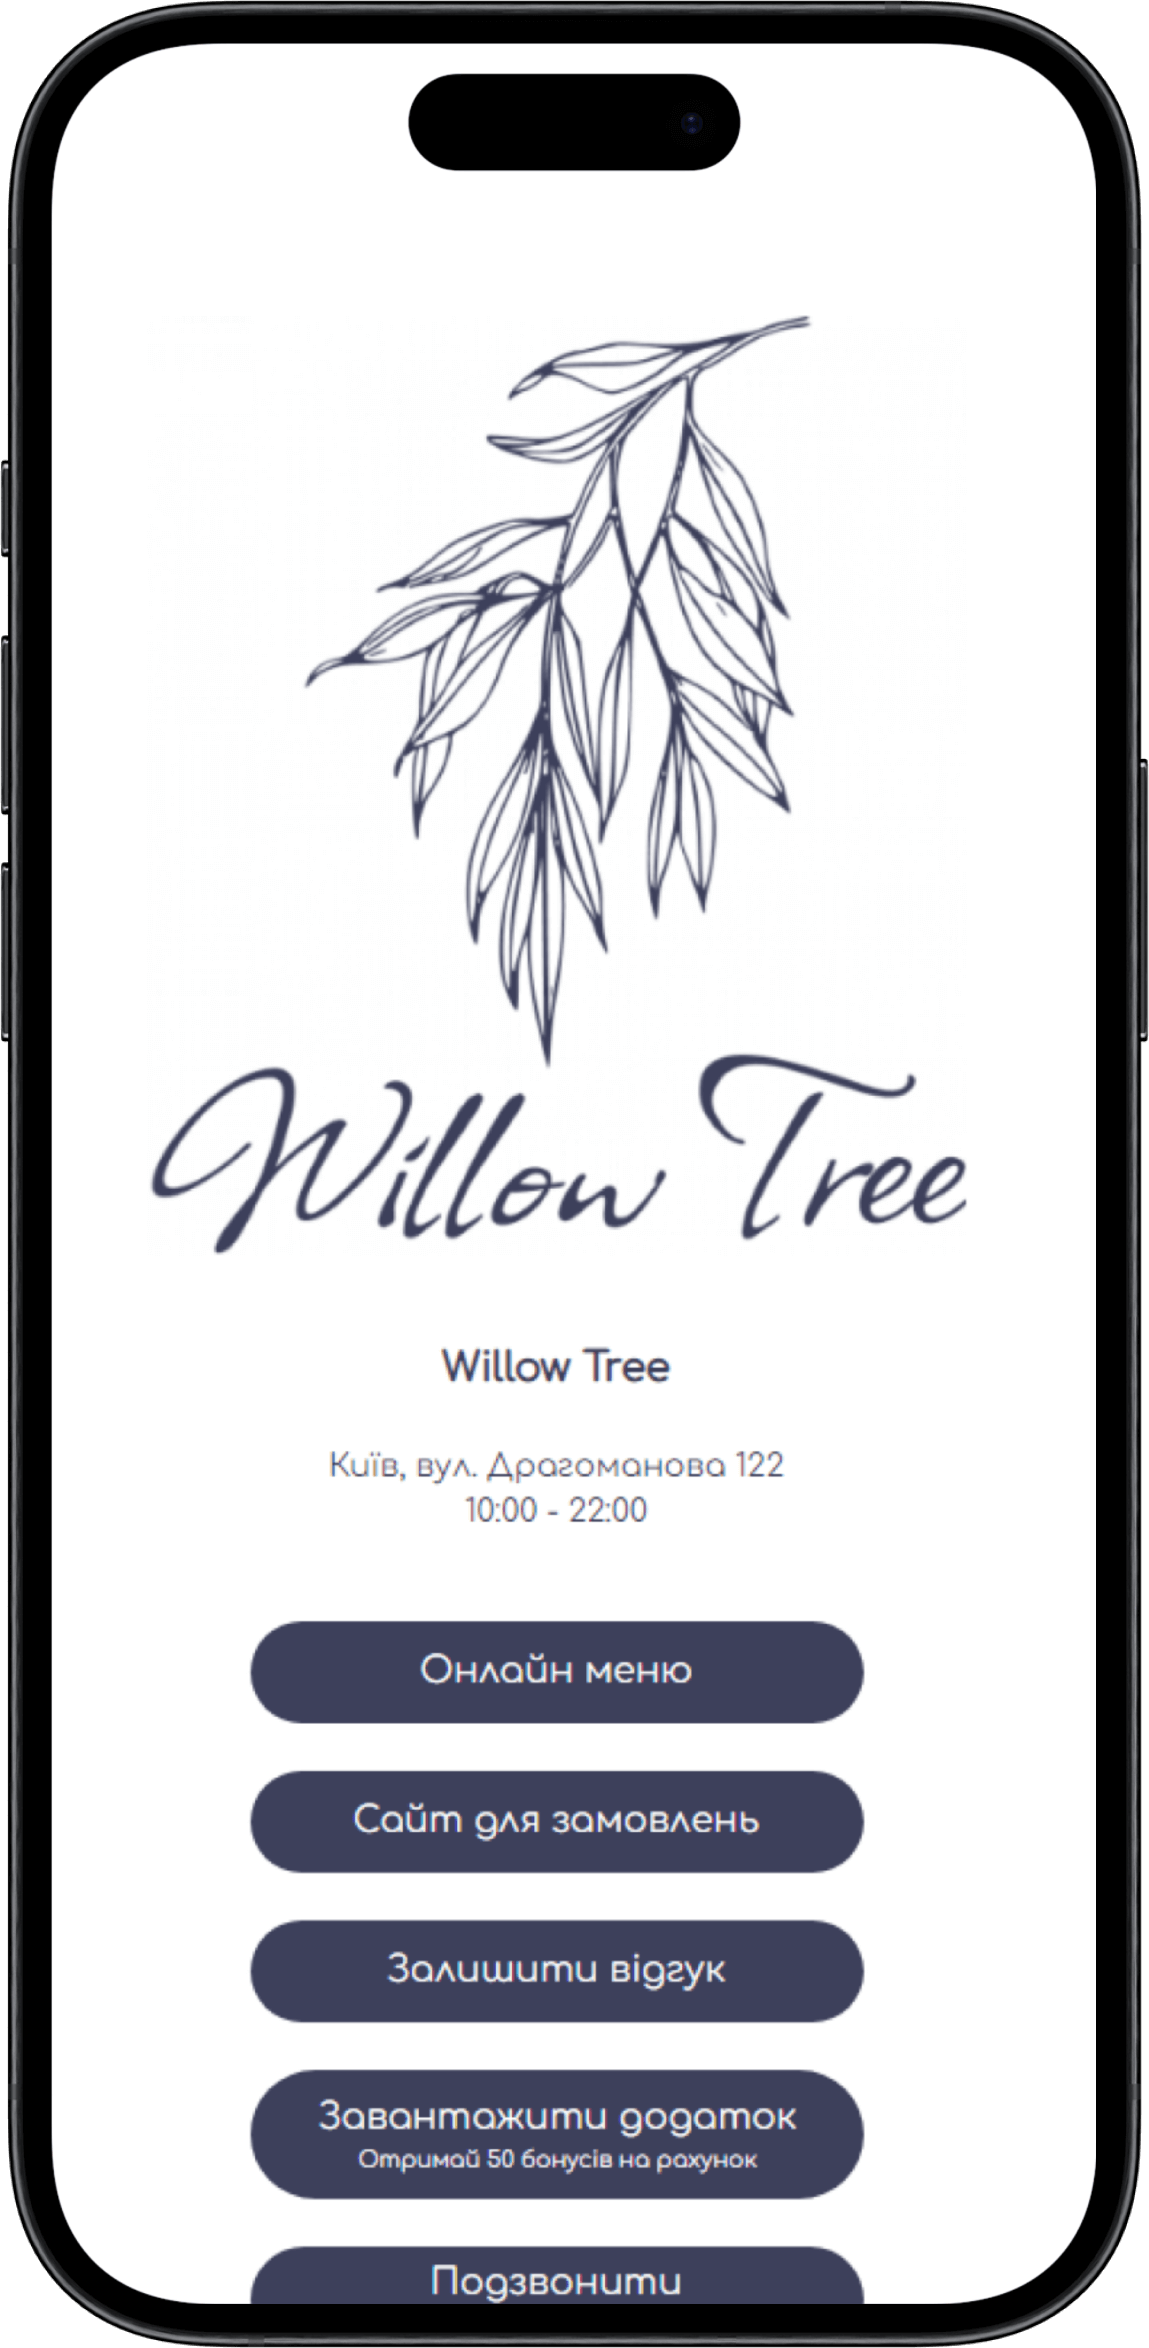 Willow Tree
Willow Tree
Київ, вул. Драгоманова 122
10:00 - 22:00
Онлайн меню
Сайт для замовлень
Залишити відгук
Завантажити додаток
Отримай 50 бонусів на рахунок
Подзвонити